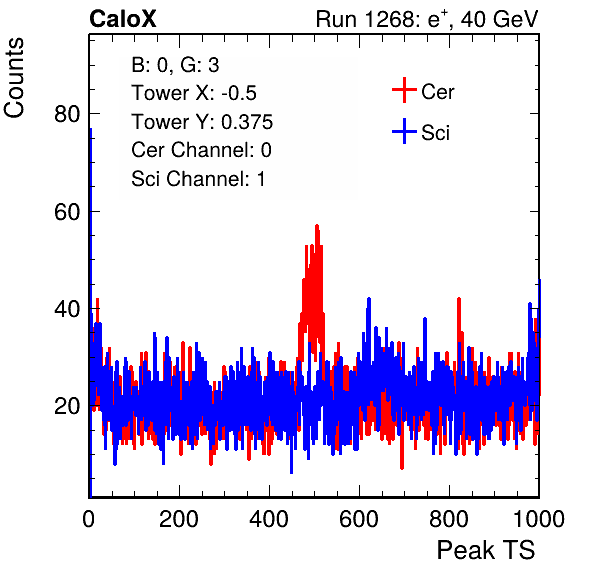 CaloX Run 1268: e⁺, 40 GeV
B: 0, G: 3
Tower X: -0.5
Tower Y: 0.375
Cer Channel: 0
Sci Channel: 1
Cer
Sci
Counts
80
60
40
20
0 200 400 600 800 1000
Peak TS